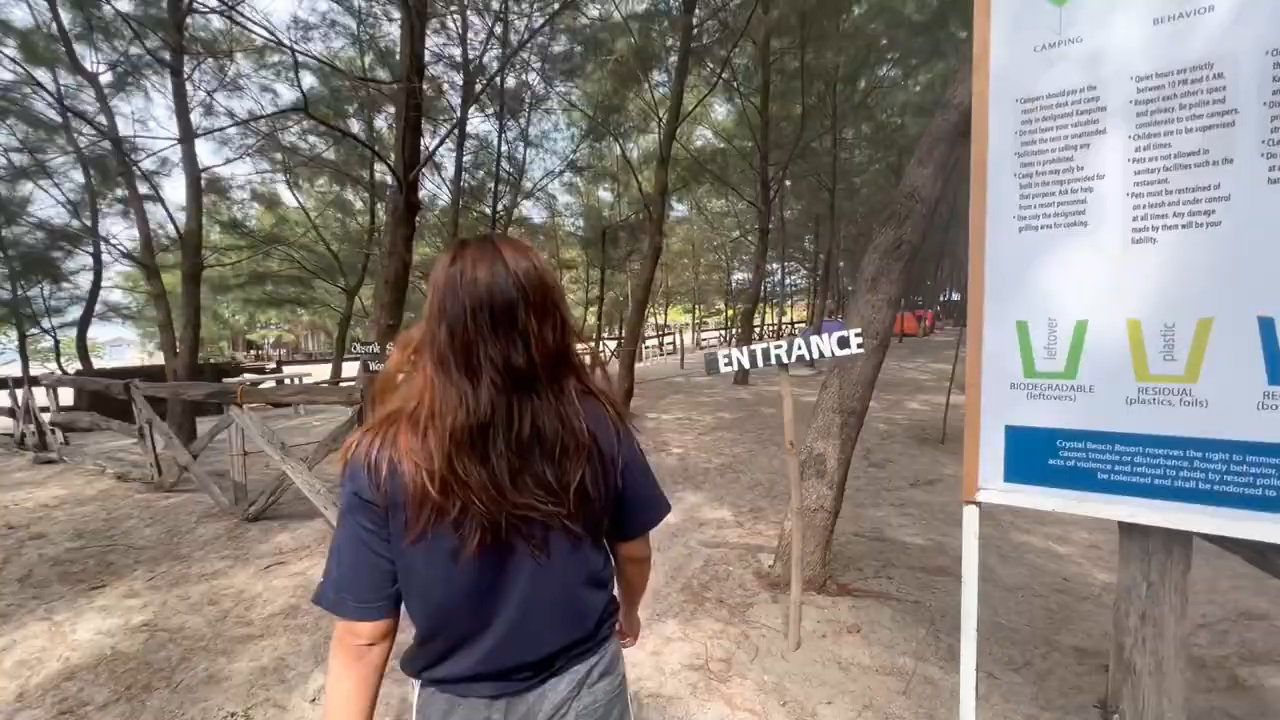 CAMPING
* Campers should pay at the
resort front desk and camp
only in designated Kampsites
* Do not leave your valuables
inside the tent or unattended.
*Solicitation or selling any
items is prohibited.
* Camp fires may only be
built in the rings provided for
that purpose. Ask for help
from a resort personnel.
* Use only the designated
grilling area for cooking.
BEHAVIOR
* Quiet hours are strictly
between 10 PM and 6 AM.
* Respect each other's space
and privacy. Be polite and
considerate to other campers.
* Children are to be supervised
at all times.
* Pets are not allowed in
sanitary facilities such as the
restaurant.
* Pets must be restrained of
on a leash and under control
at all times. Any damage
made by them will be your
liability.
leftover
BIODEGRADABLE
(leftovers)
plastic
RESIDUAL
(plastics, foils)
Crystal Beach Resort reserves the right to
causes trouble or disturbance. Rowdy behavior,
acts of violence and refusal to abide by resort
be tolerated and shall be endorsed to
ENTRANCE
Observe